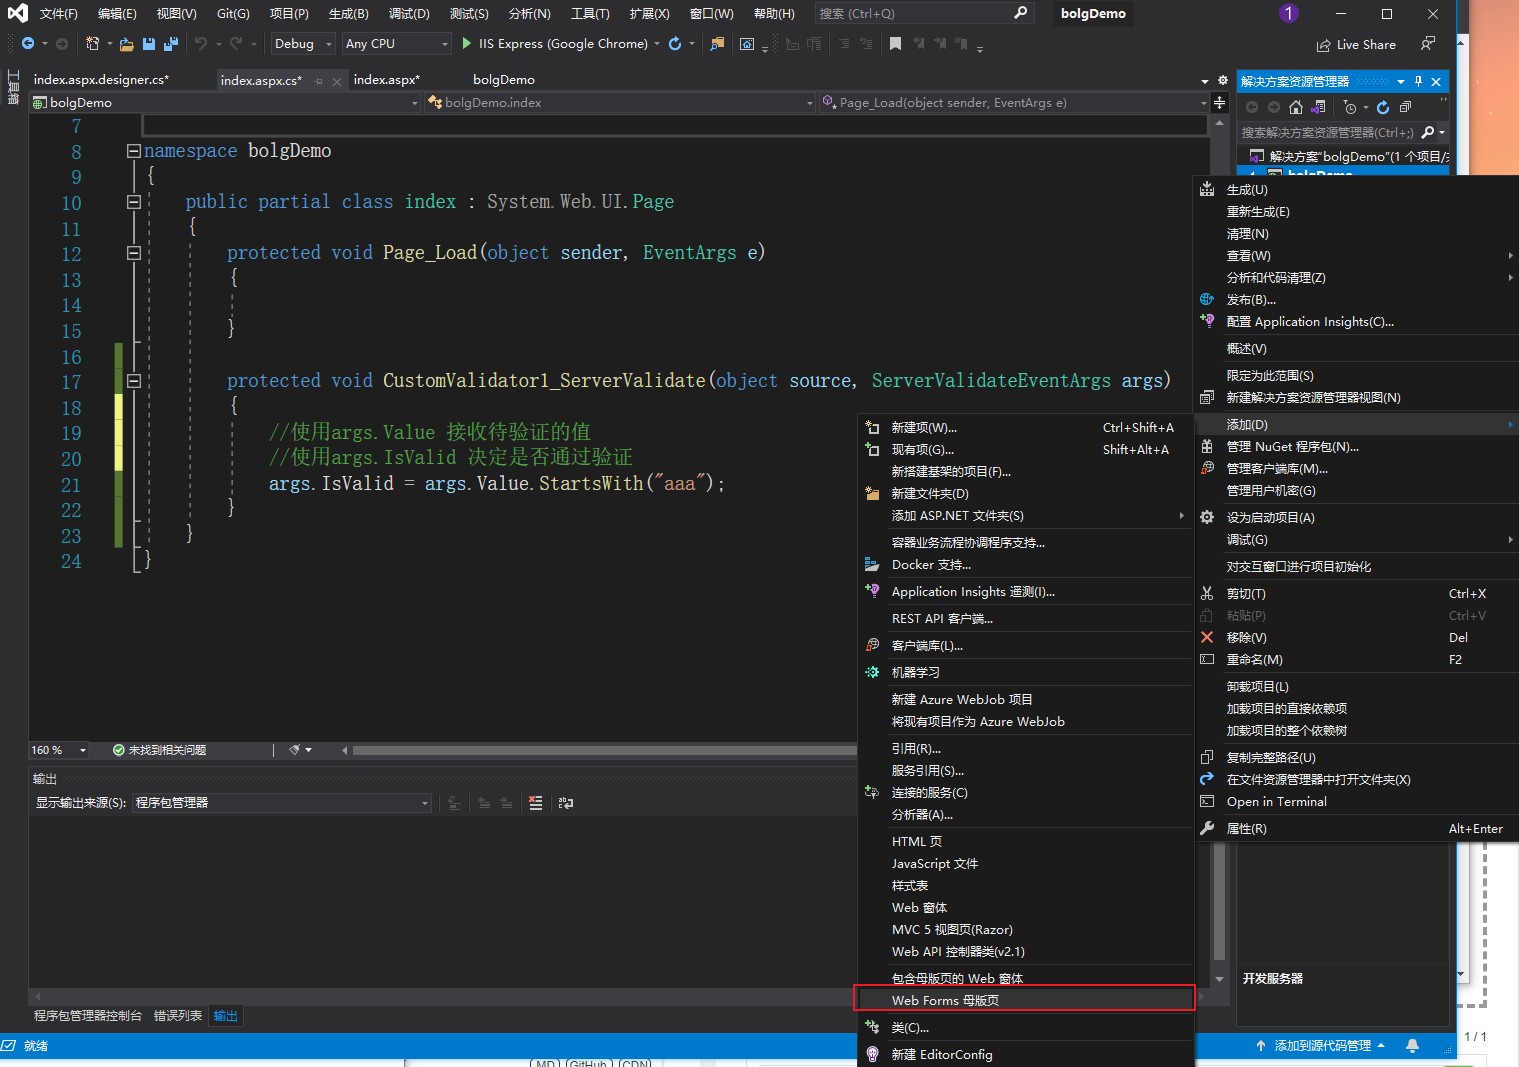 文件(F) 编辑(E) 视图(V) Git(G) 项目(P) 生成(B) 调试(D) 测试(S) 分析(N) 工具(T) 扩展(X) 窗口(W) 帮助(H) 搜索 (Ctrl+Q) bolgDemo 1
Debug Any CPU IIS Express (Google Chrome) Live Share
工具箱
index.aspx.designer.cs* index.aspx.cs* index.aspx* bolgDemo
bolgDemo bolgDemo.index Page_Load(object sender, EventArgs e)
7
8 namespace bolgDemo
9 {
10 public partial class index : System.Web.UI.Page
11 {
12 protected void Page_Load(object sender, EventArgs e)
13 {
14
15 }
16
17 protected void CustomValidator1_ServerValidate(object source, ServerValidateEventArgs args)
18 {
19 //使用args.Value 接收待验证的值
20 //使用args.IsValid 决定是否通过验证
21 args.IsValid = args.Value.StartsWith("aaa");
22 }
23 }
24 }
160 % 未找到相关问题
输出
显示输出来源(S): 程序包管理器
程序包管理器控制台 错误列表 输出
就绪
解决方案资源管理器
搜索解决方案资源管理器(Ctrl+;)
解决方案"bolgDemo"(1 个项目/
bolgDemo
生成(U)
重新生成(E)
清理(N)
查看(W)
分析和代码清理(Z)
发布(B)...
配置 Application Insights(C)...
概述(V)
限定为此范围(S)
新建解决方案资源管理器视图(N)
添加(D)
管理 NuGet 程序包(N)...
管理客户端库(M)...
管理用户机密(G)
设为启动项目(A)
调试(G)
对交互窗口进行项目初始化
剪切(T) Ctrl+X
粘贴(P) Ctrl+V
移除(V) Del
重命名(M) F2
卸载项目(L)
加载项目的直接依赖项
加载项目的整个依赖树
复制完整路径(U)
在文件资源管理器中打开文件夹(X)
Open in Terminal
属性(R) Alt+Enter
新建项(W)... Ctrl+Shift+A
现有项(G)... Shift+Alt+A
新搭建基架的项目(F)...
新建文件夹(D)
添加 ASP.NET 文件夹(S)
容器业务流程协调程序支持...
Docker 支持...
Application Insights 遥测(I)...
REST API 客户端...
客户端库(L)...
机器学习
新建 Azure WebJob 项目
将现有项目作为 Azure WebJob
引用(R)...
服务引用(S)...
连接的服务(C)
分析器(A)...
HTML 页
JavaScript 文件
样式表
Web 窗体
MVC 5 视图页(Razor)
Web API 控制器类(v2.1)
包含母版页的 Web 窗体
Web Forms 母版页
类(C)...
新建 EditorConfig
开发服务器
添加到源代码管理
1 / 1
MD GitHub CDN